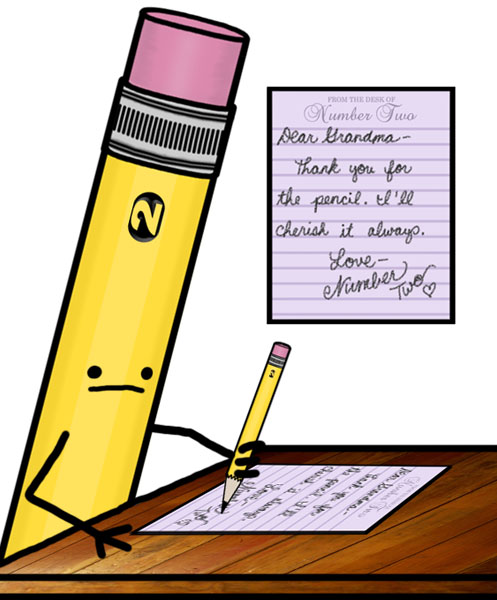 FROM THE DESK OF
Number Two
Dear Grandma-
Thank you for
the pencil. I'll
cherish it always.
Love-
Number
Two♡
2
2